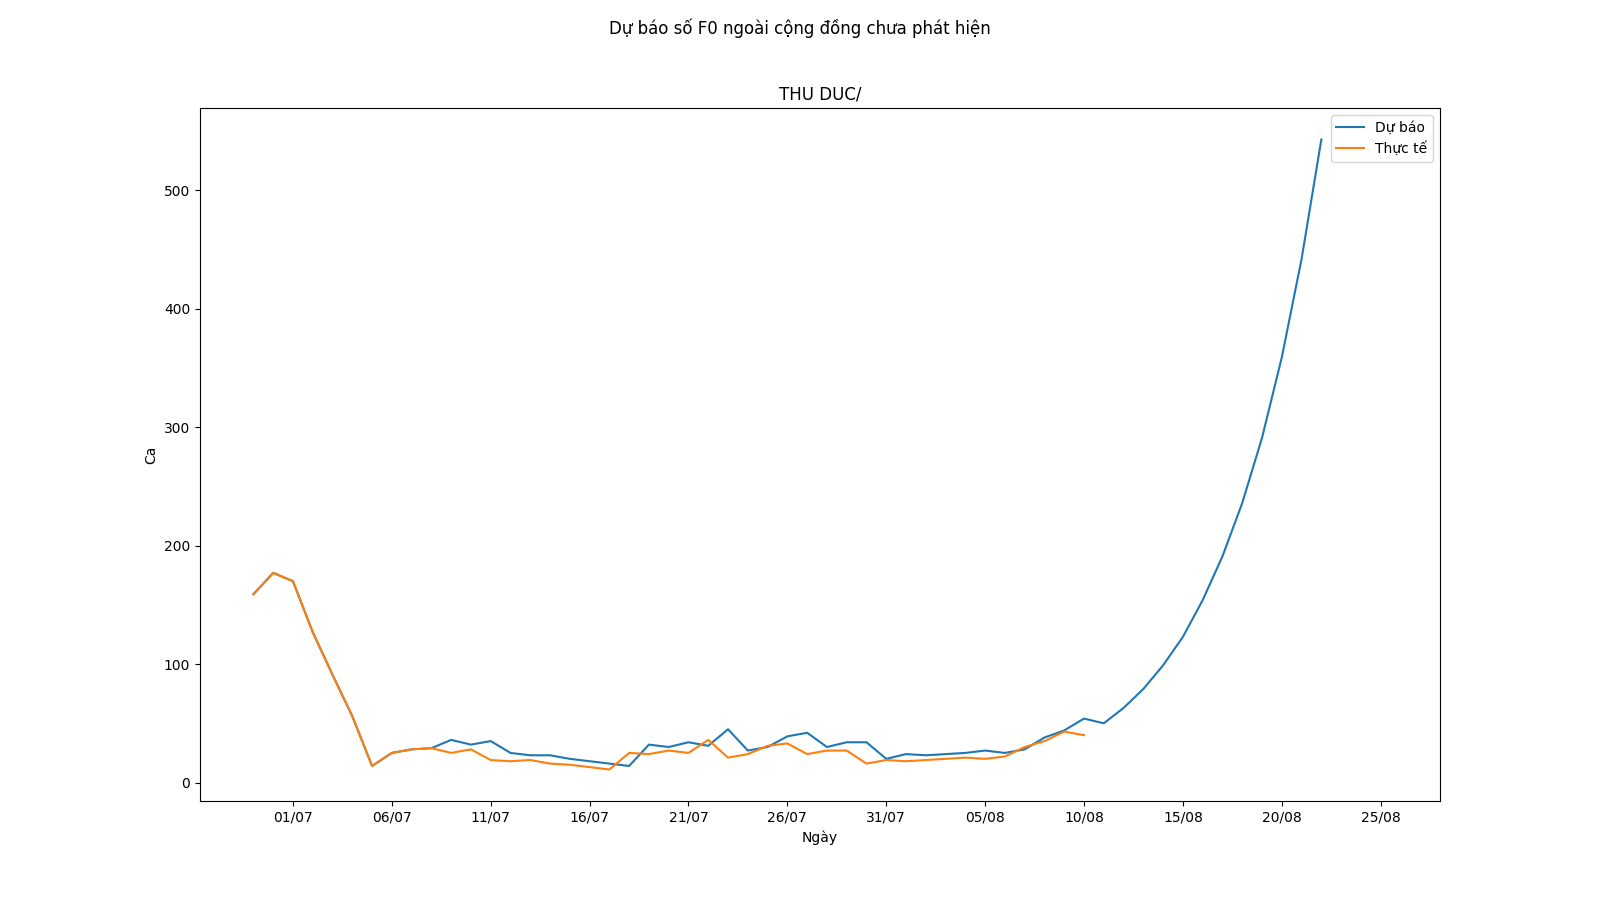 Dự báo số F0 ngoài cộng đồng chưa phát hiện
THU DUC/
Dự báo
Thực tế
500
400
300
200
100
0
Ca
01/07 06/07 11/07 16/07 21/07 26/07 31/07 05/08 10/08 15/08 20/08 25/08
Ngày